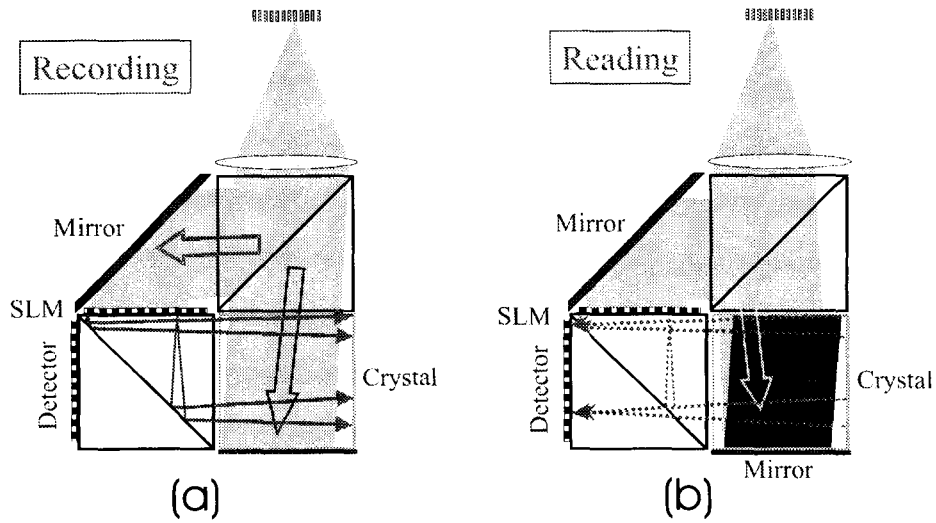 Recording
Mirror
SLM
Detector
Crystal
(a)
Reading
Mirror
SLM
Detector
Crystal
Mirror
(b)